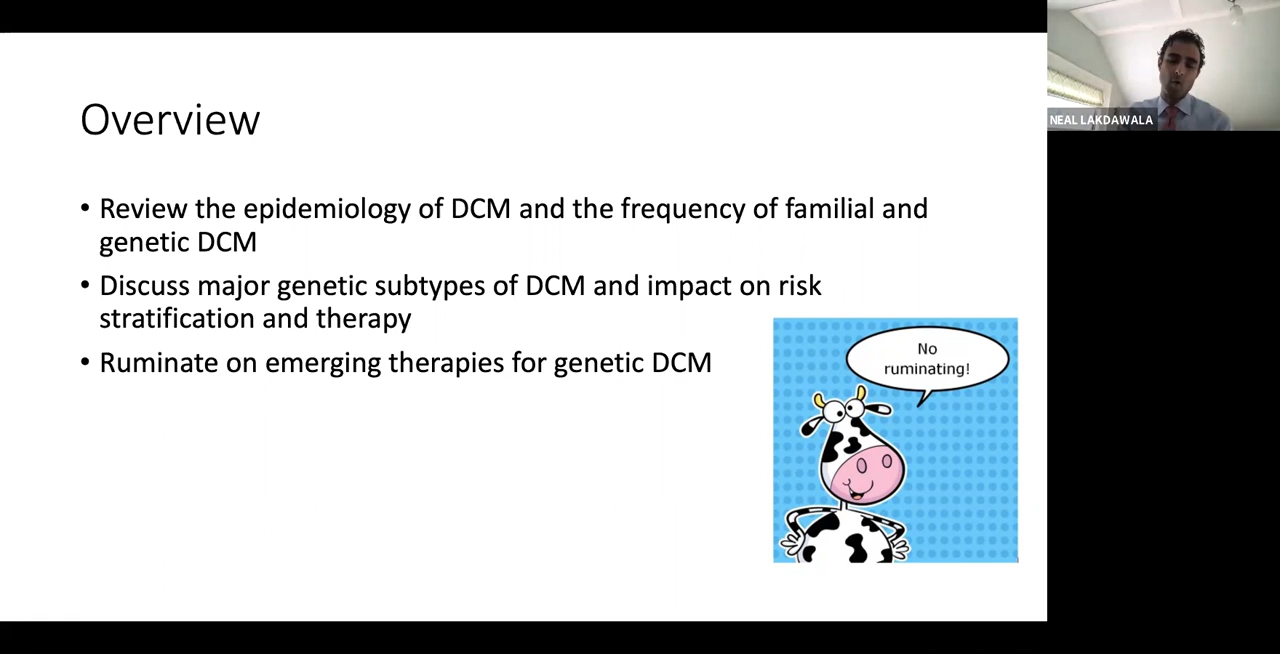 Overview
• Review the epidemiology of DCM and the frequency of familial and
genetic DCM
• Discuss major genetic subtypes of DCM and impact on risk
stratification and therapy
• Ruminate on emerging therapies for genetic DCM
No
ruminating!
NEAL LAKDAWALA